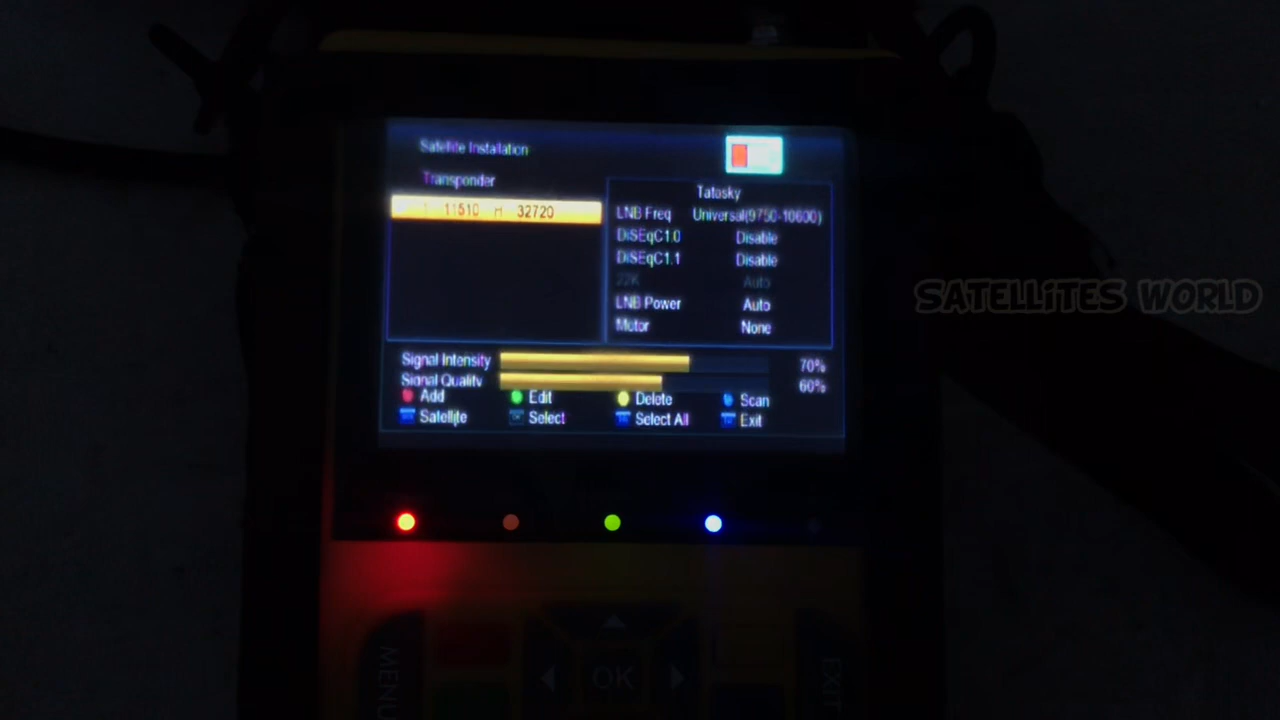 Satellite Installation
Transponder
1 11510 H 32720
Tatasky
LNB Freq Universal(9750-10600)
DiSEqC1.0 Disable
DiSEqC1.1 Disable
22K Auto
LNB Power Auto
Motor None
Signal Intensity 70%
Signal Quality 60%
Add Edit Delete Scan
Satellite Select Select All Exit
SATELLiTES WORLD
MENU
OK
EXIT